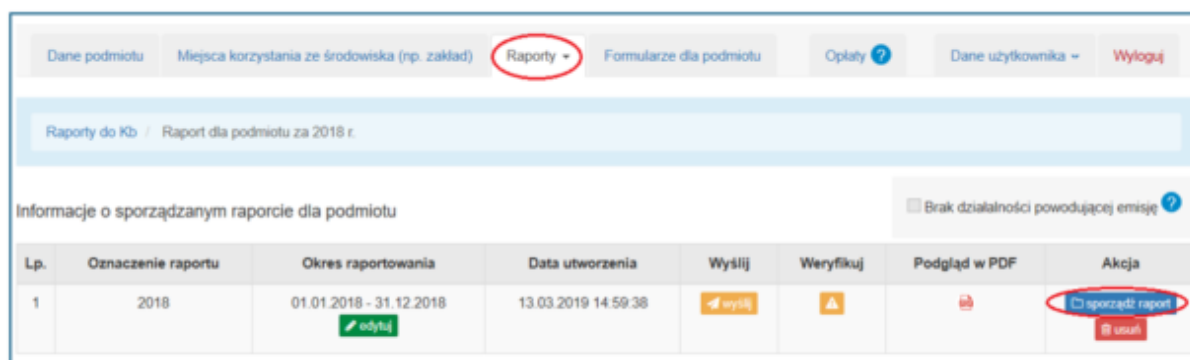 Dane podmiotu Miejsca korzystania ze środowiska (np. zakład) Raporty Formularze dla podmiotu Opłaty ? Dane użytkownika Wyloguj
Raporty do Kb / Raport dla podmiotu za 2018 r.
Informacje o sporządzanym raporcie dla podmiotu
Brak działalności powodującej emisję ?
Lp. Oznaczenie raportu Okres raportowania Data utworzenia Wyślij Weryfikuj Podgląd w PDF Akcja
1 2018 01.01.2018 - 31.12.2018 13.03.2019 14:59:38 wyślij sporządź raport
edytuj usuń